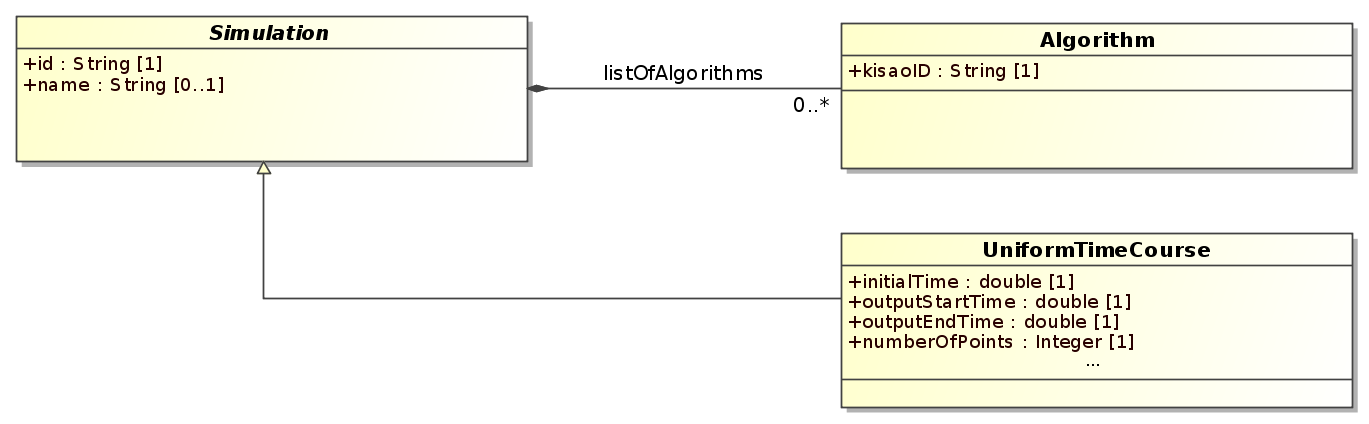 Simulation
+id : String [1]
+name : String [0..1]
listOfAlgorithms
0..*
Algorithm
+kisaoID : String [1]
UniformTimeCourse
+initialTime : double [1]
+outputStartTime : double [1]
+outputEndTime : double [1]
+numberOfPoints : Integer [1]
...